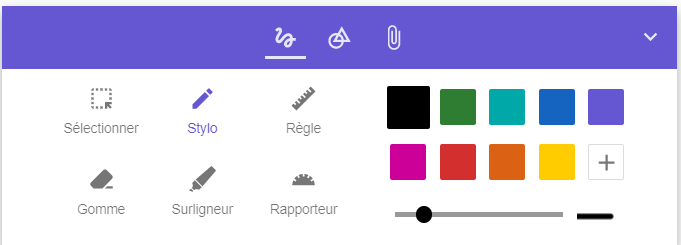 Sélectionner
Stylo
Règle
Gomme
Surligneur
Rapporteur